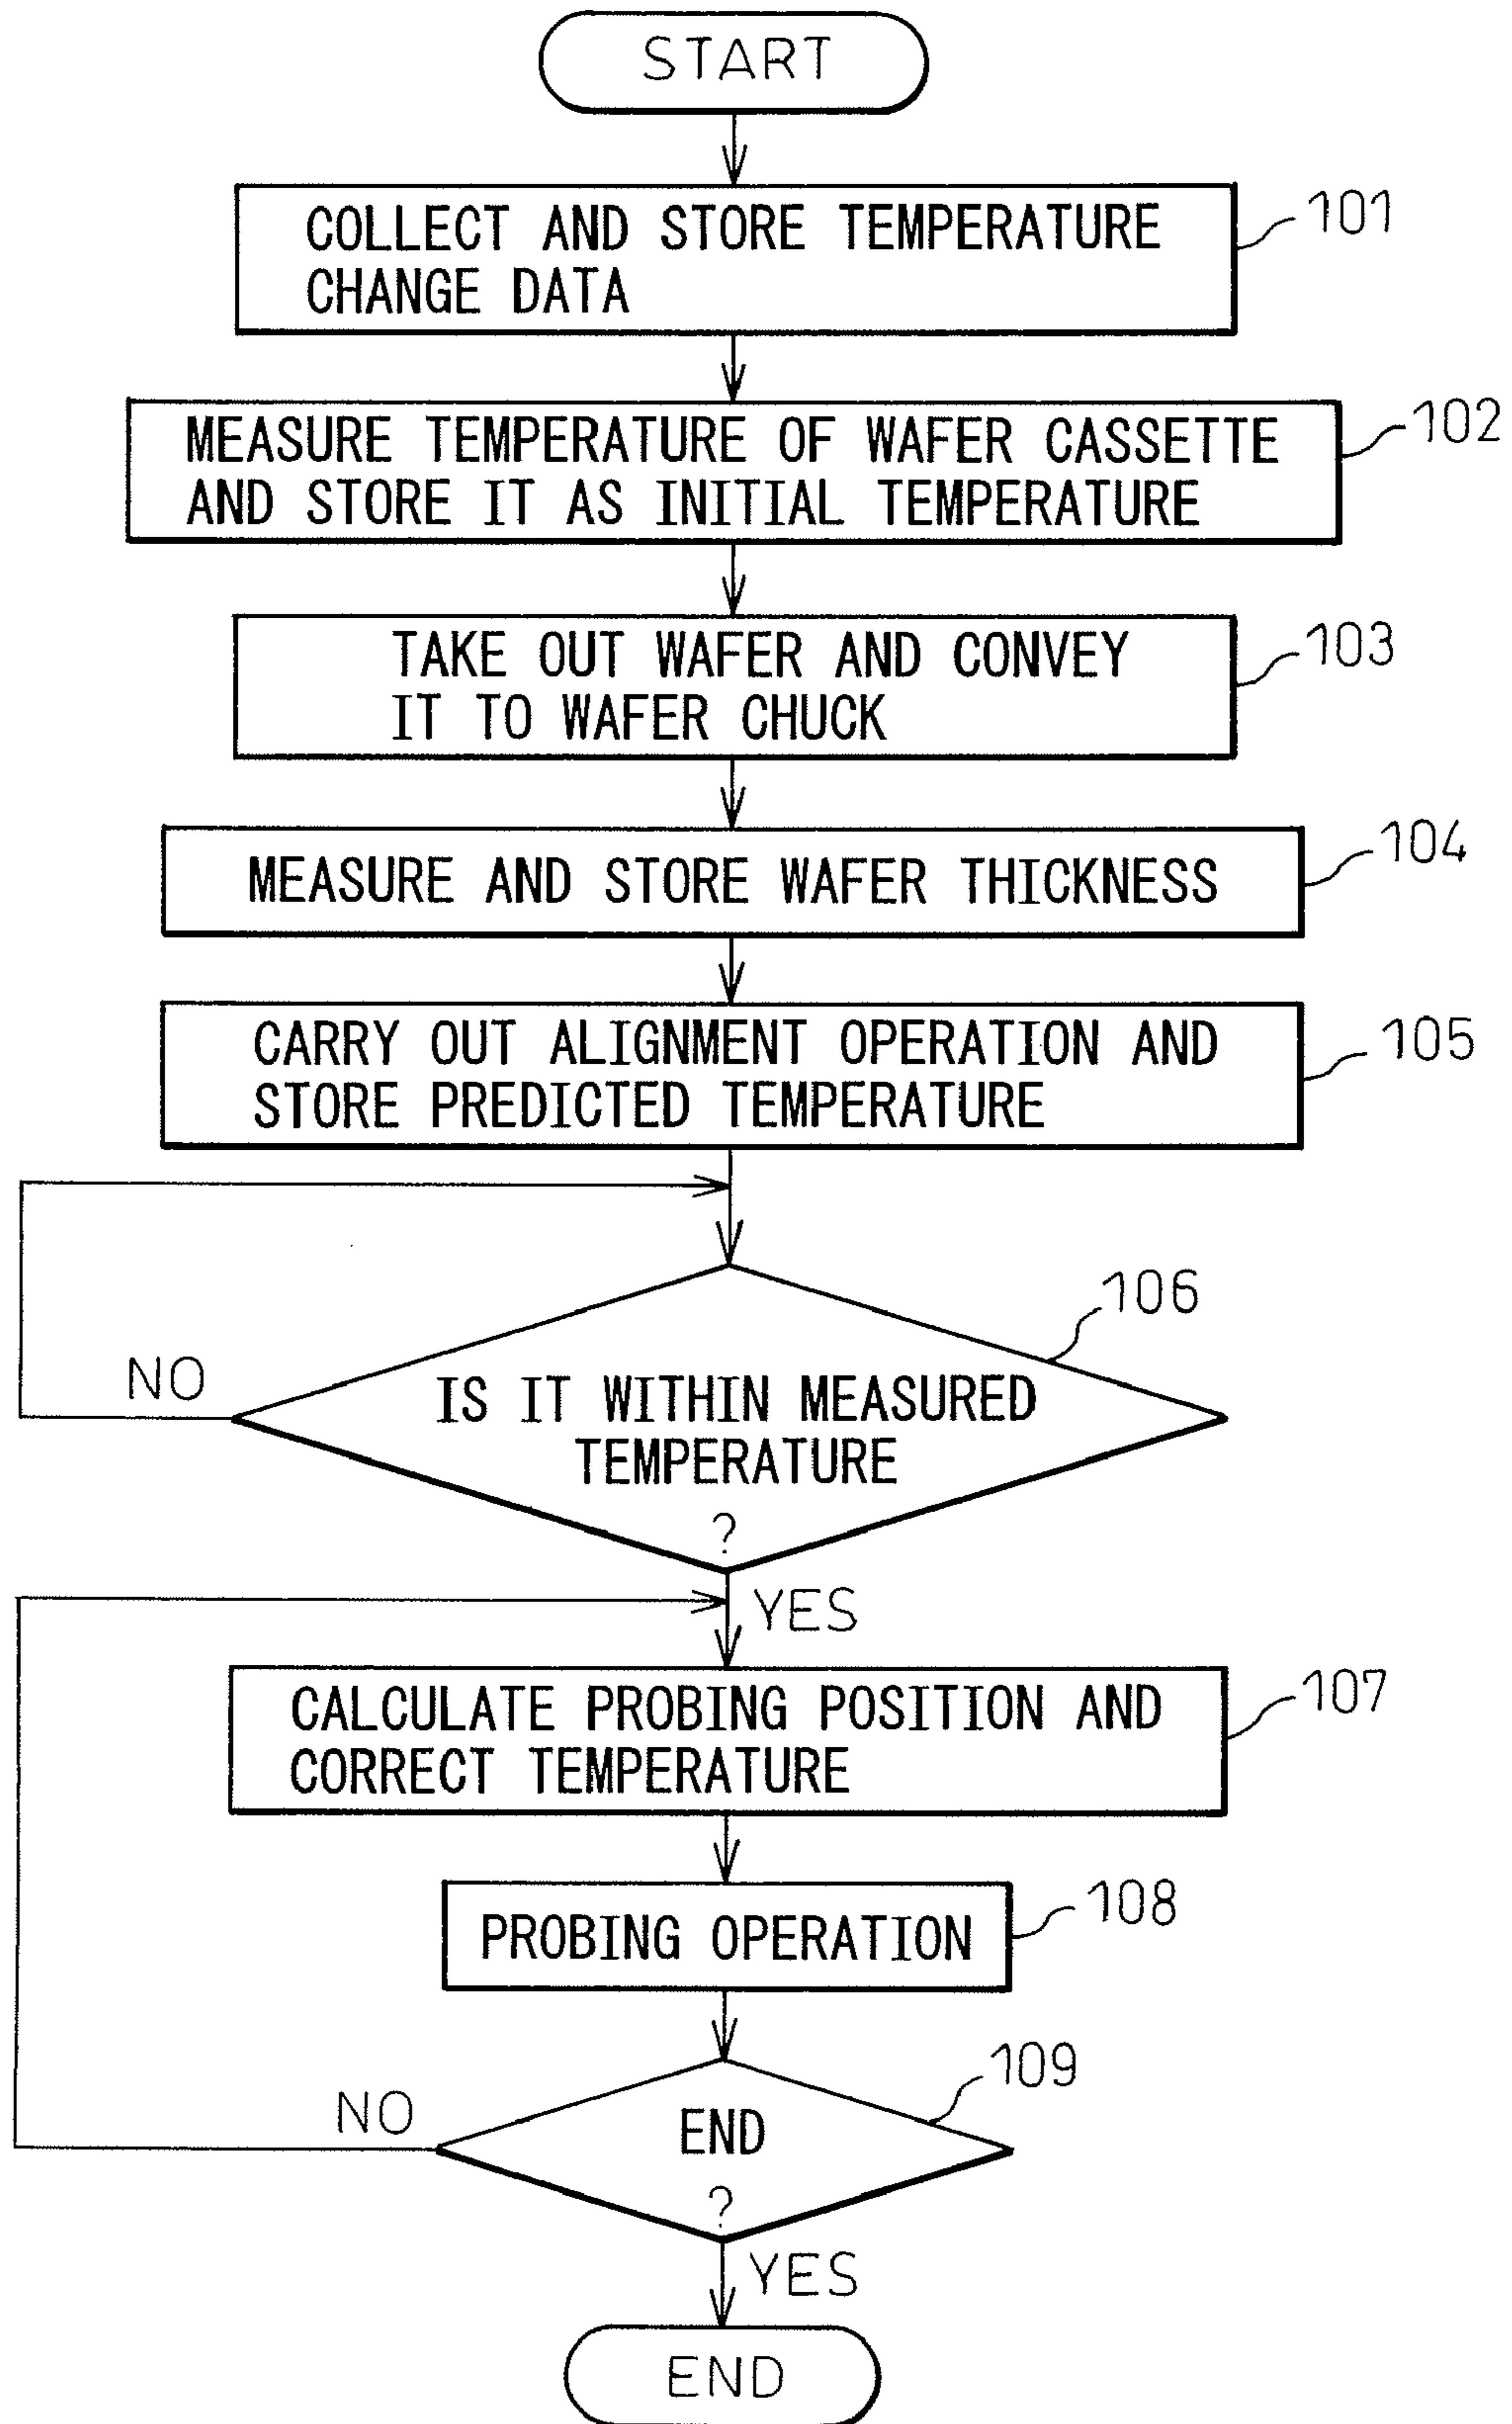 START
COLLECT AND STORE TEMPERATURE
CHANGE DATA
101
MEASURE TEMPERATURE OF WAFER CASSETTE
AND STORE IT AS INITIAL TEMPERATURE
102
TAKE OUT WAFER AND CONVEY
IT TO WAFER CHUCK
103
MEASURE AND STORE WAFER THICKNESS
104
CARRY OUT ALIGNMENT OPERATION AND
STORE PREDICTED TEMPERATURE
105
106
NO
IS IT WITHIN MEASURED
TEMPERATURE
?
YES
CALCULATE PROBING POSITION AND
CORRECT TEMPERATURE
107
PROBING OPERATION
108
109
NO
END
?
YES
END